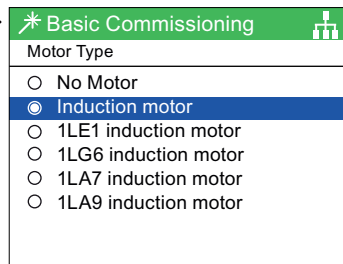 Basic Commissioning
Motor Type
No Motor
Induction motor
1LE1 induction motor
1LG6 induction motor
1LA7 induction motor
1LA9 induction motor